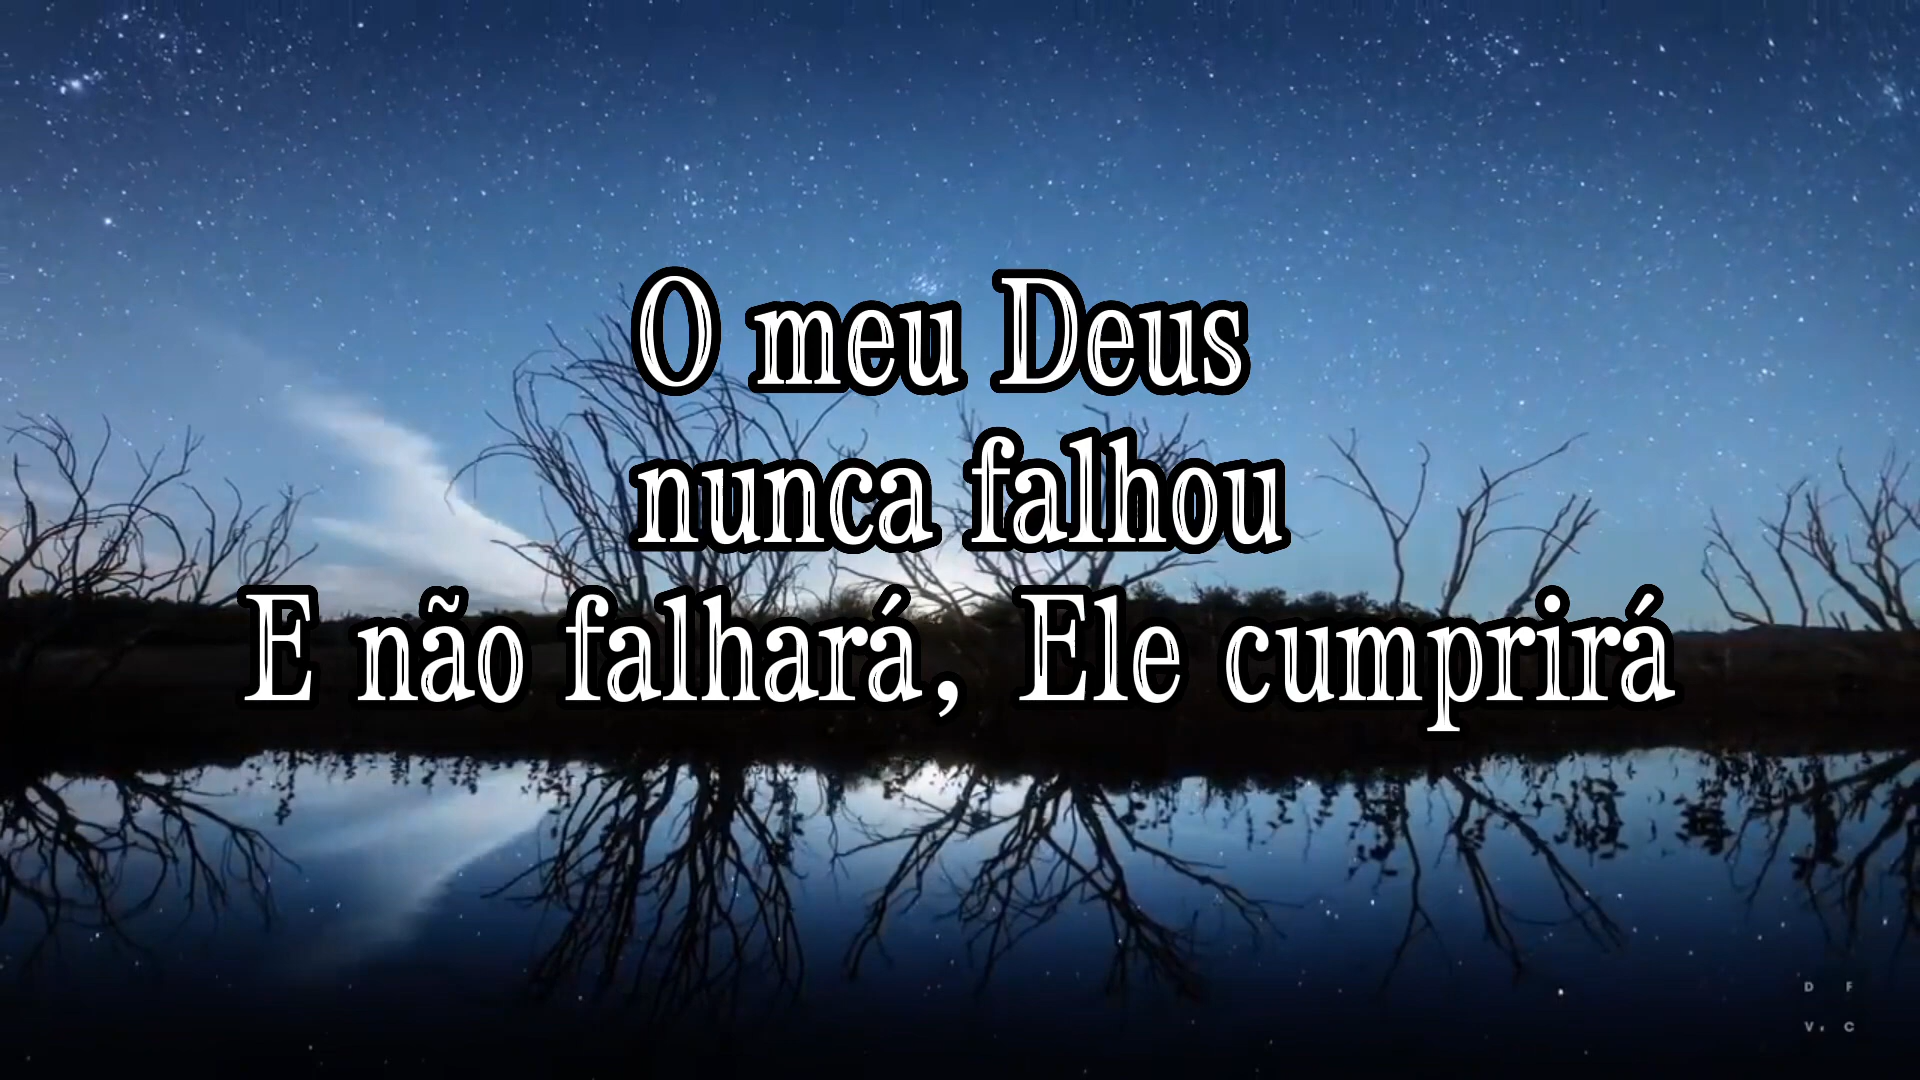 O meu Deus
nunca falhou
E não falhará, Ele cumprirá
D F
V. C